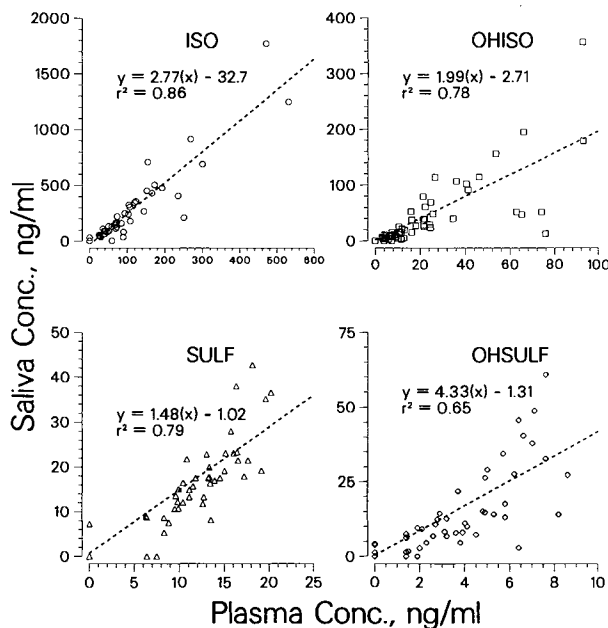 ISO
y = 2.77(x) - 32.7
r² = 0.86
2000
1500
1000
500
0
0 200 400 600 800
OHISO
y = 1.99(x) - 2.71
r² = 0.78
400
300
200
100
0
0 20 40 60 80 100
SULF
y = 1.48(x) - 1.02
r² = 0.79
50
40
30
20
10
0
0 5 10 15 20 25
OHSULF
y = 4.33(x) - 1.31
r² = 0.65
75
50
25
0
0 2 4 6 8 10
Saliva Conc., ng/ml
Plasma Conc., ng/ml